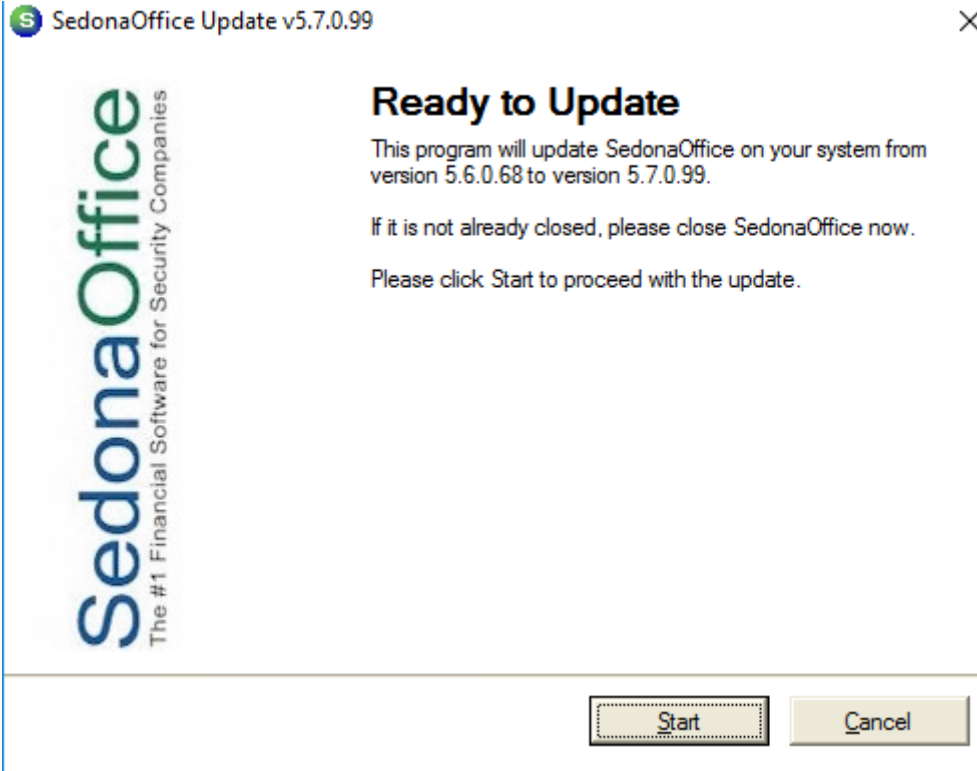 SedonaOffice Update v5.7.0.99
SedonaOffice
The #1 Financial Software for Security Companies
Ready to Update
This program will update SedonaOffice on your system from
version 5.6.0.68 to version 5.7.0.99.
If it is not already closed, please close SedonaOffice now.
Please click Start to proceed with the update.
Start
Cancel